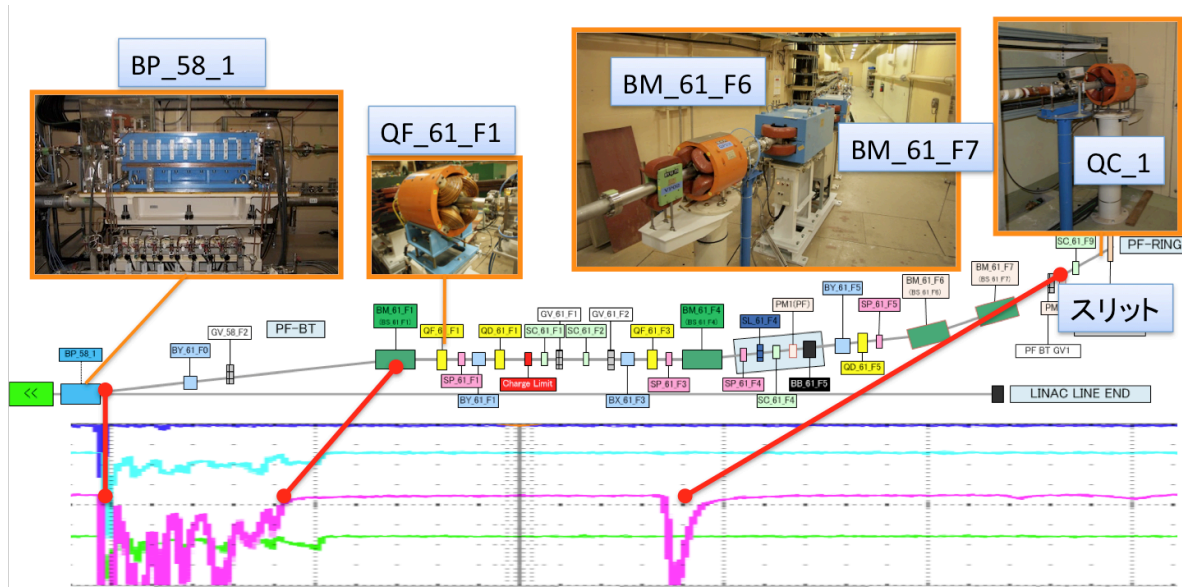 BP_58_1
QF_61_F1
BM_61_F6
BM_61_F7
QC_1
SC_61_F9
PF-RING
BM_61_F7
(BS 61 F7)
BM_61_F6
(BS 61 F6)
BY_61_F5
SP_61_F5
PM1(PF)
SL_61_F4
BM_61_F4
(BS 61 F4)
GV_61_F1
GV_61_F2
BM_61_F1
(BS 61 F1)
QF_61_F1
QD_61_F1
SC_61_F1
SC_61_F2
QF_61_F3
PF-BT
GV_58_F2
BY_61_F0
BP_58_1
スリット
PM
PF BT GV1
SP_61_F1
Charge Limit
SP_61_F3
SP_61_F4
BB_61_F5
QD_61_F5
BY_61_F1
BX_61_F3
SC_61_F4
<<
LINAC LINE END